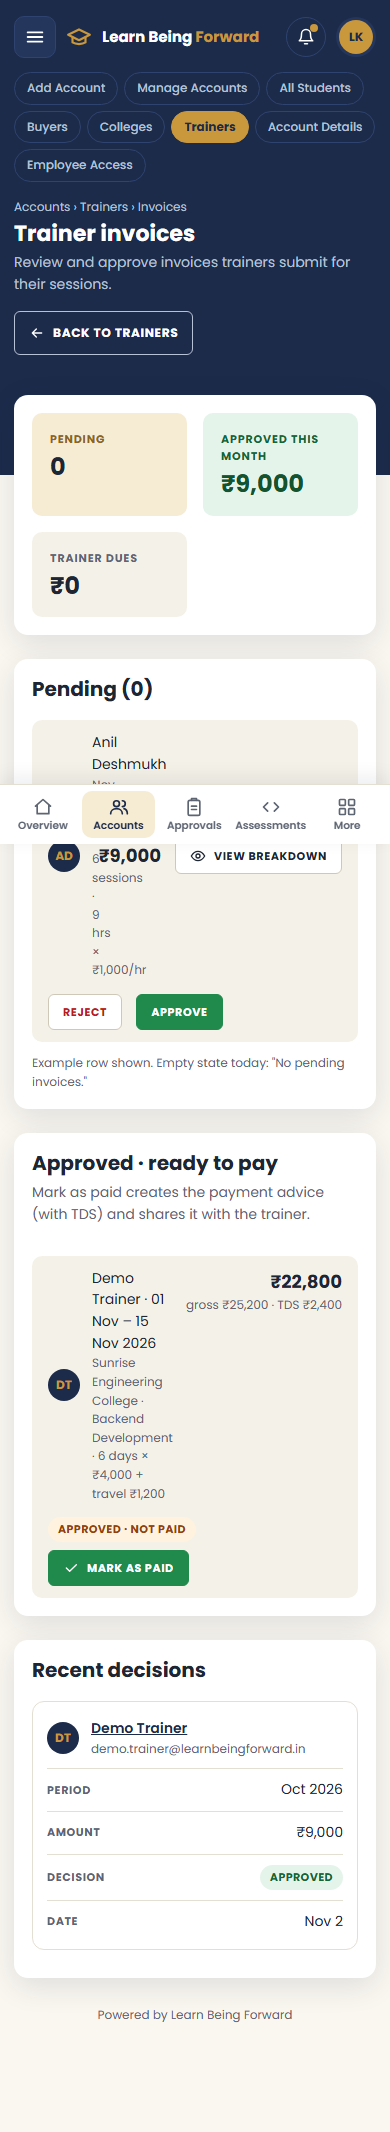 Learn Being Forward
LK
Add Account
Manage Accounts
All Students
Buyers
Colleges
Trainers
Account Details
Employee Access
Accounts › Trainers › Invoices
Trainer invoices
Review and approve invoices trainers submit for
their sessions.
← BACK TO TRAINERS
PENDING
0
APPROVED THIS
MONTH
₹9,000
TRAINER DUES
₹0
Pending (0)
Anil
Deshmukh
Overview
Accounts
Approvals
Assessments
More
AD
6
₹9,000
VIEW BREAKDOWN
sessions
·
9
hrs
×
₹1,000/hr
REJECT
APPROVE
Example row shown. Empty state today: "No pending
invoices."
Approved · ready to pay
Mark as paid creates the payment advice
(with TDS) and shares it with the trainer.
DT
Demo
Trainer · 01
Nov – 15
Nov 2026
Sunrise
Engineering
College ·
Backend
Development
· 6 days ×
₹4,000 +
travel ₹1,200
₹22,800
gross ₹25,200 · TDS ₹2,400
APPROVED · NOT PAID
MARK AS PAID
Recent decisions
DT
Demo Trainer
demo.trainer@learnbeingforward.in
PERIOD
Oct 2026
AMOUNT
₹9,000
DECISION
APPROVED
DATE
Nov 2
Powered by Learn Being Forward